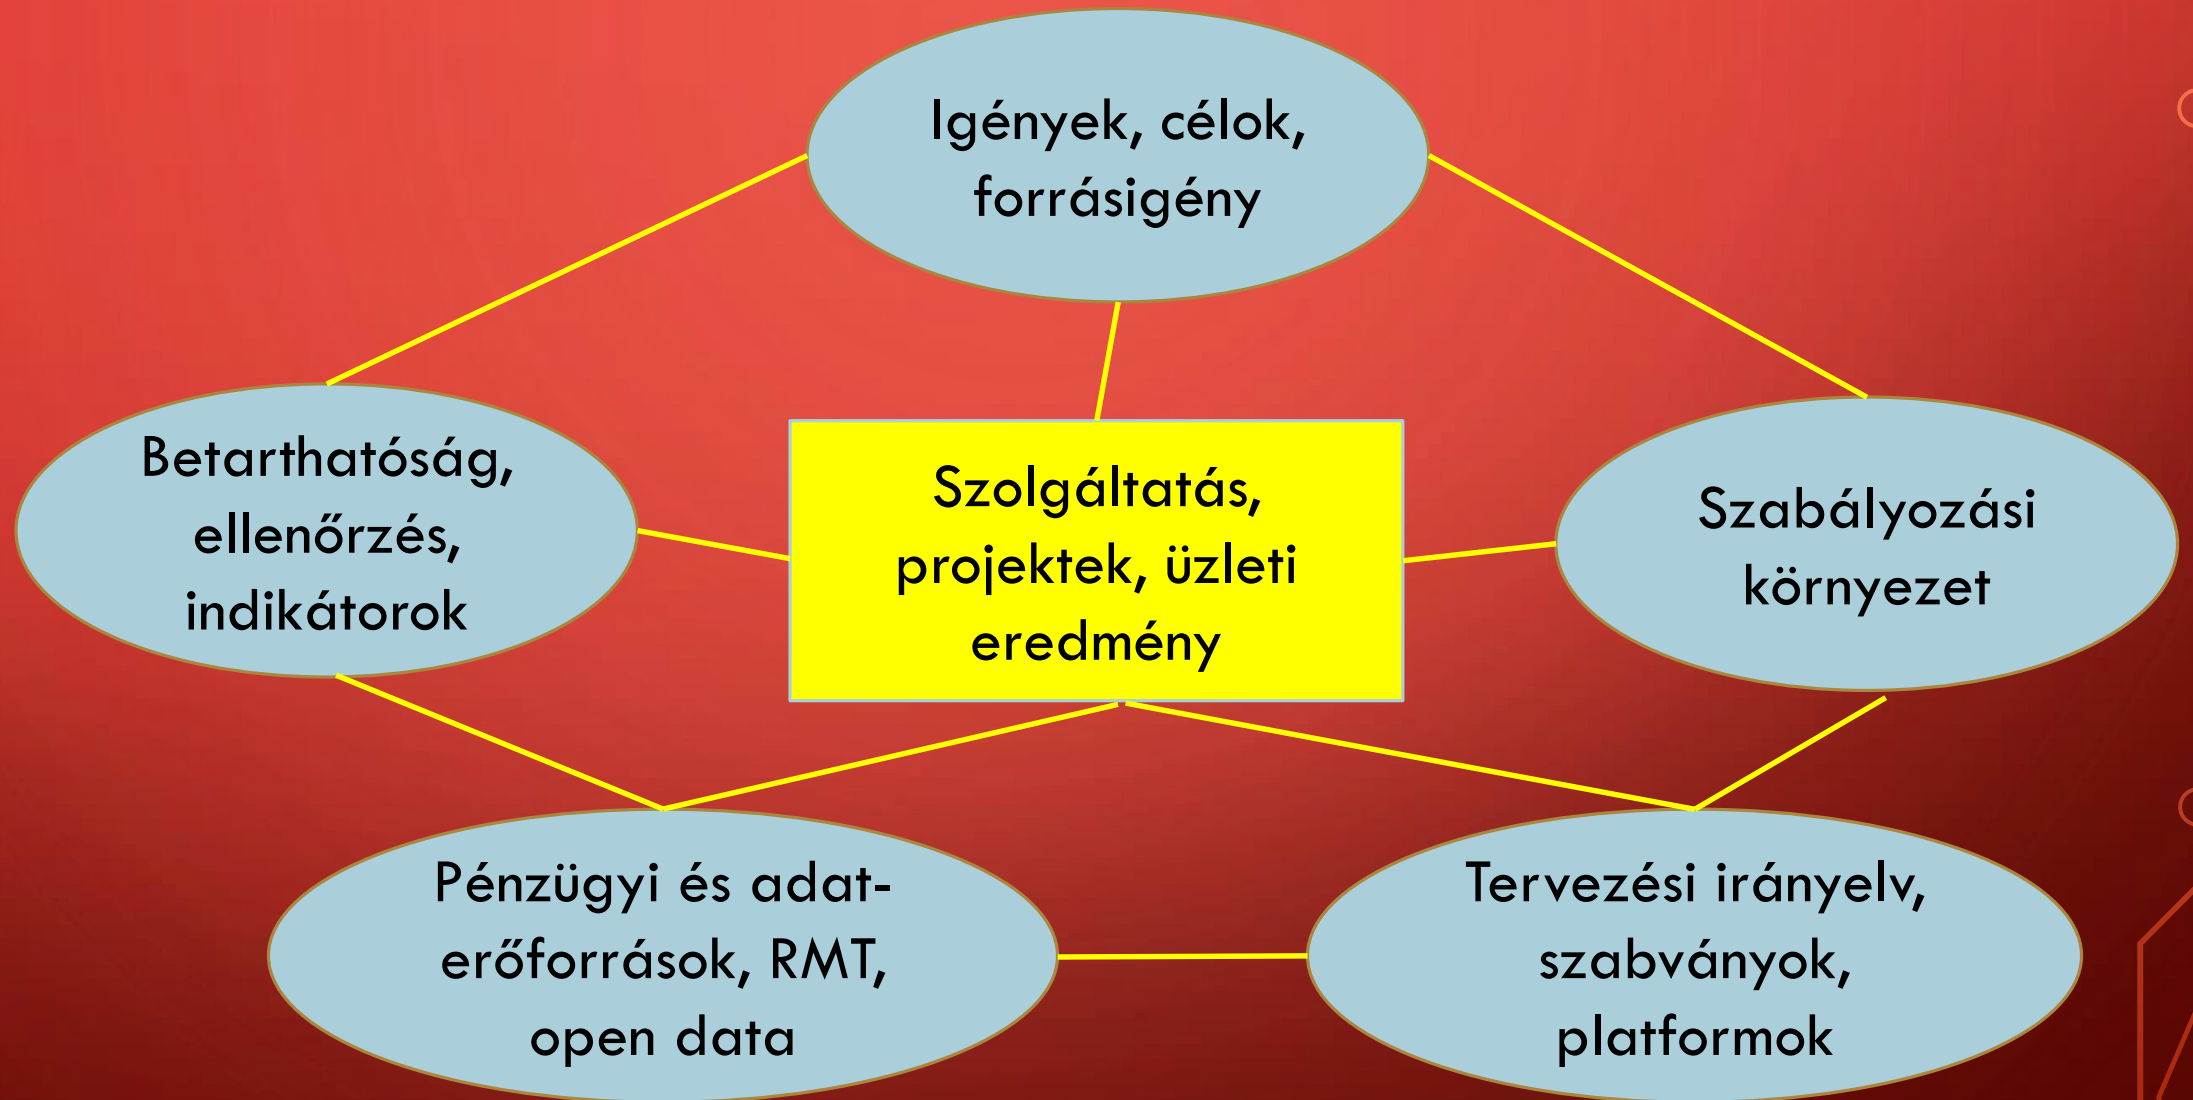 Igények, célok,
forrásigény
Betarthatóság,
ellenőrzés,
indikátorok
Szolgáltatás,
projektek, üzleti
eredmény
Szabályozási
környezet
Pénzügyi és adat-
erőforrások, RMT,
open data
Tervezési irányelv,
szabványok,
platformok